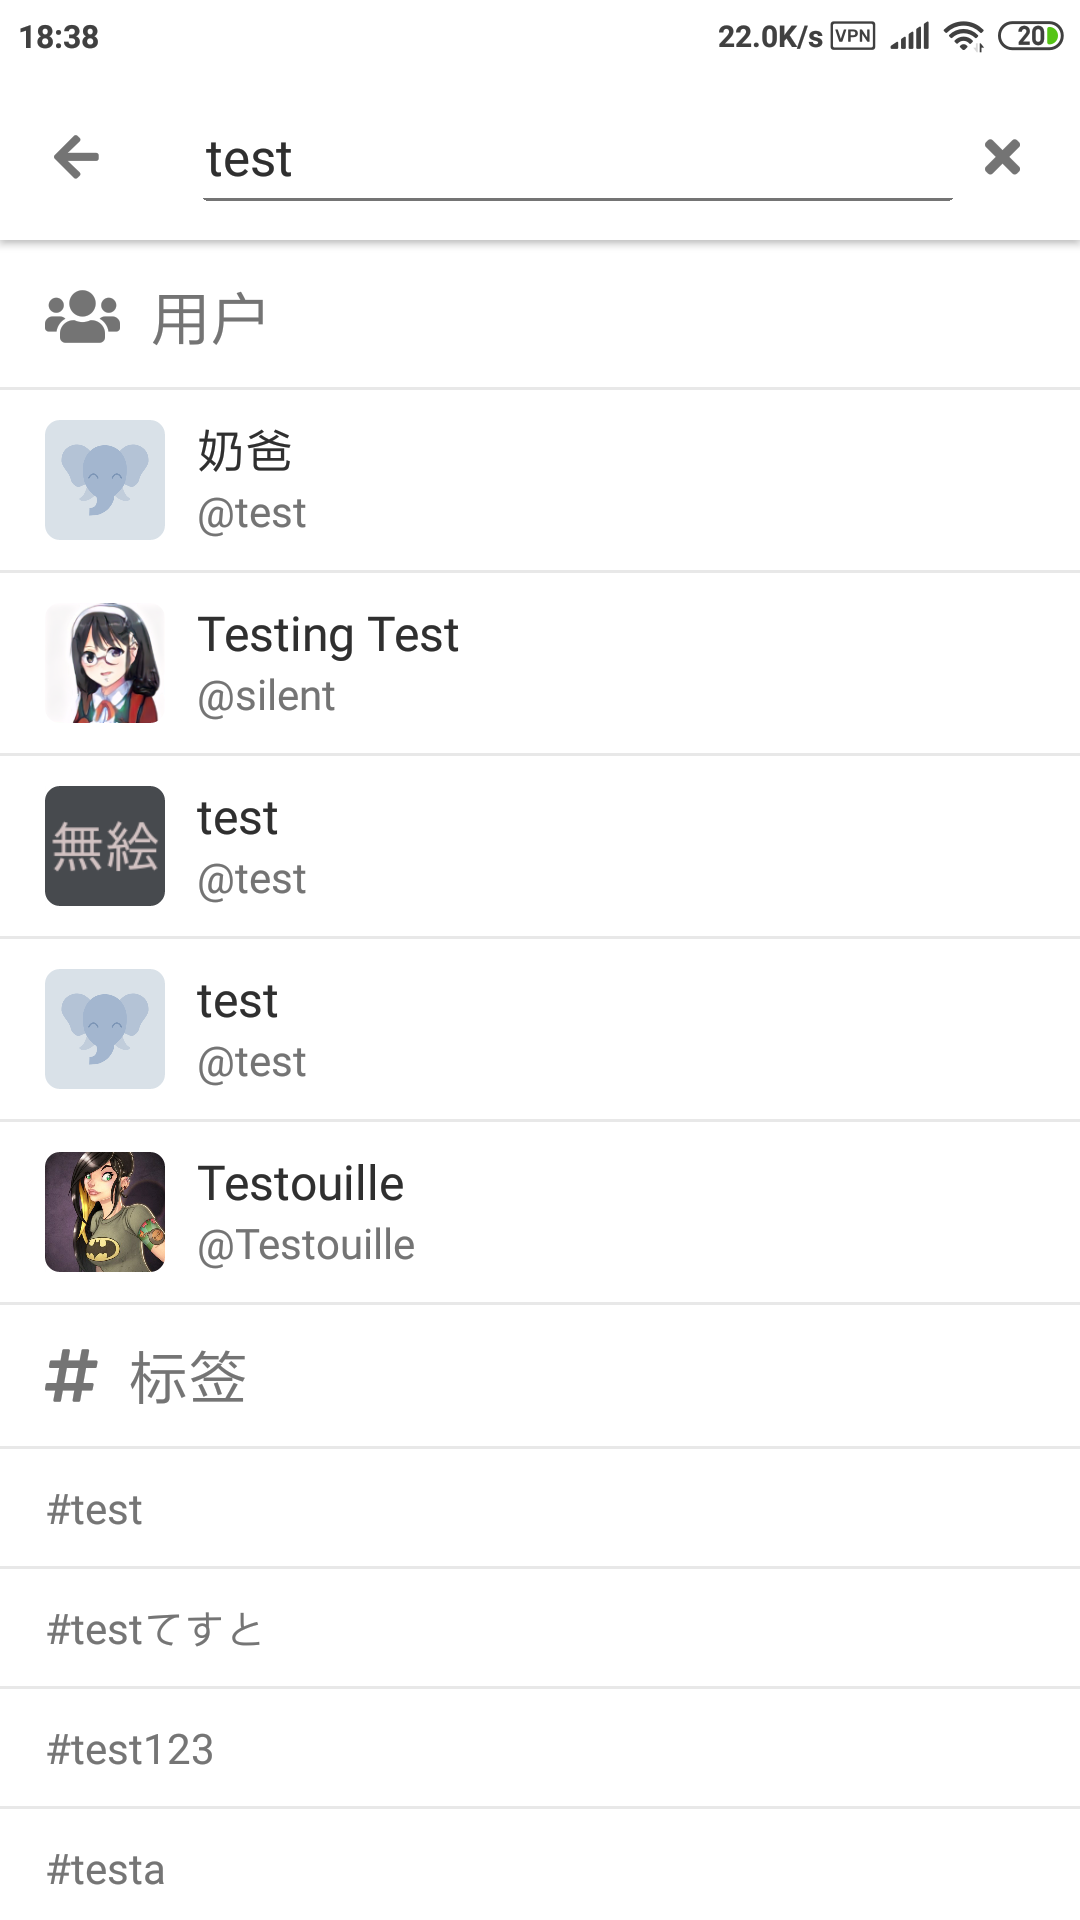 18:38 22.0K/s VPN 20
test
用户
奶爸
@test
Testing Test
@silent
無絵
test
@test
test
@test
Testouille
@Testouille
# 标签
#test
#testてすと
#test123
#testa